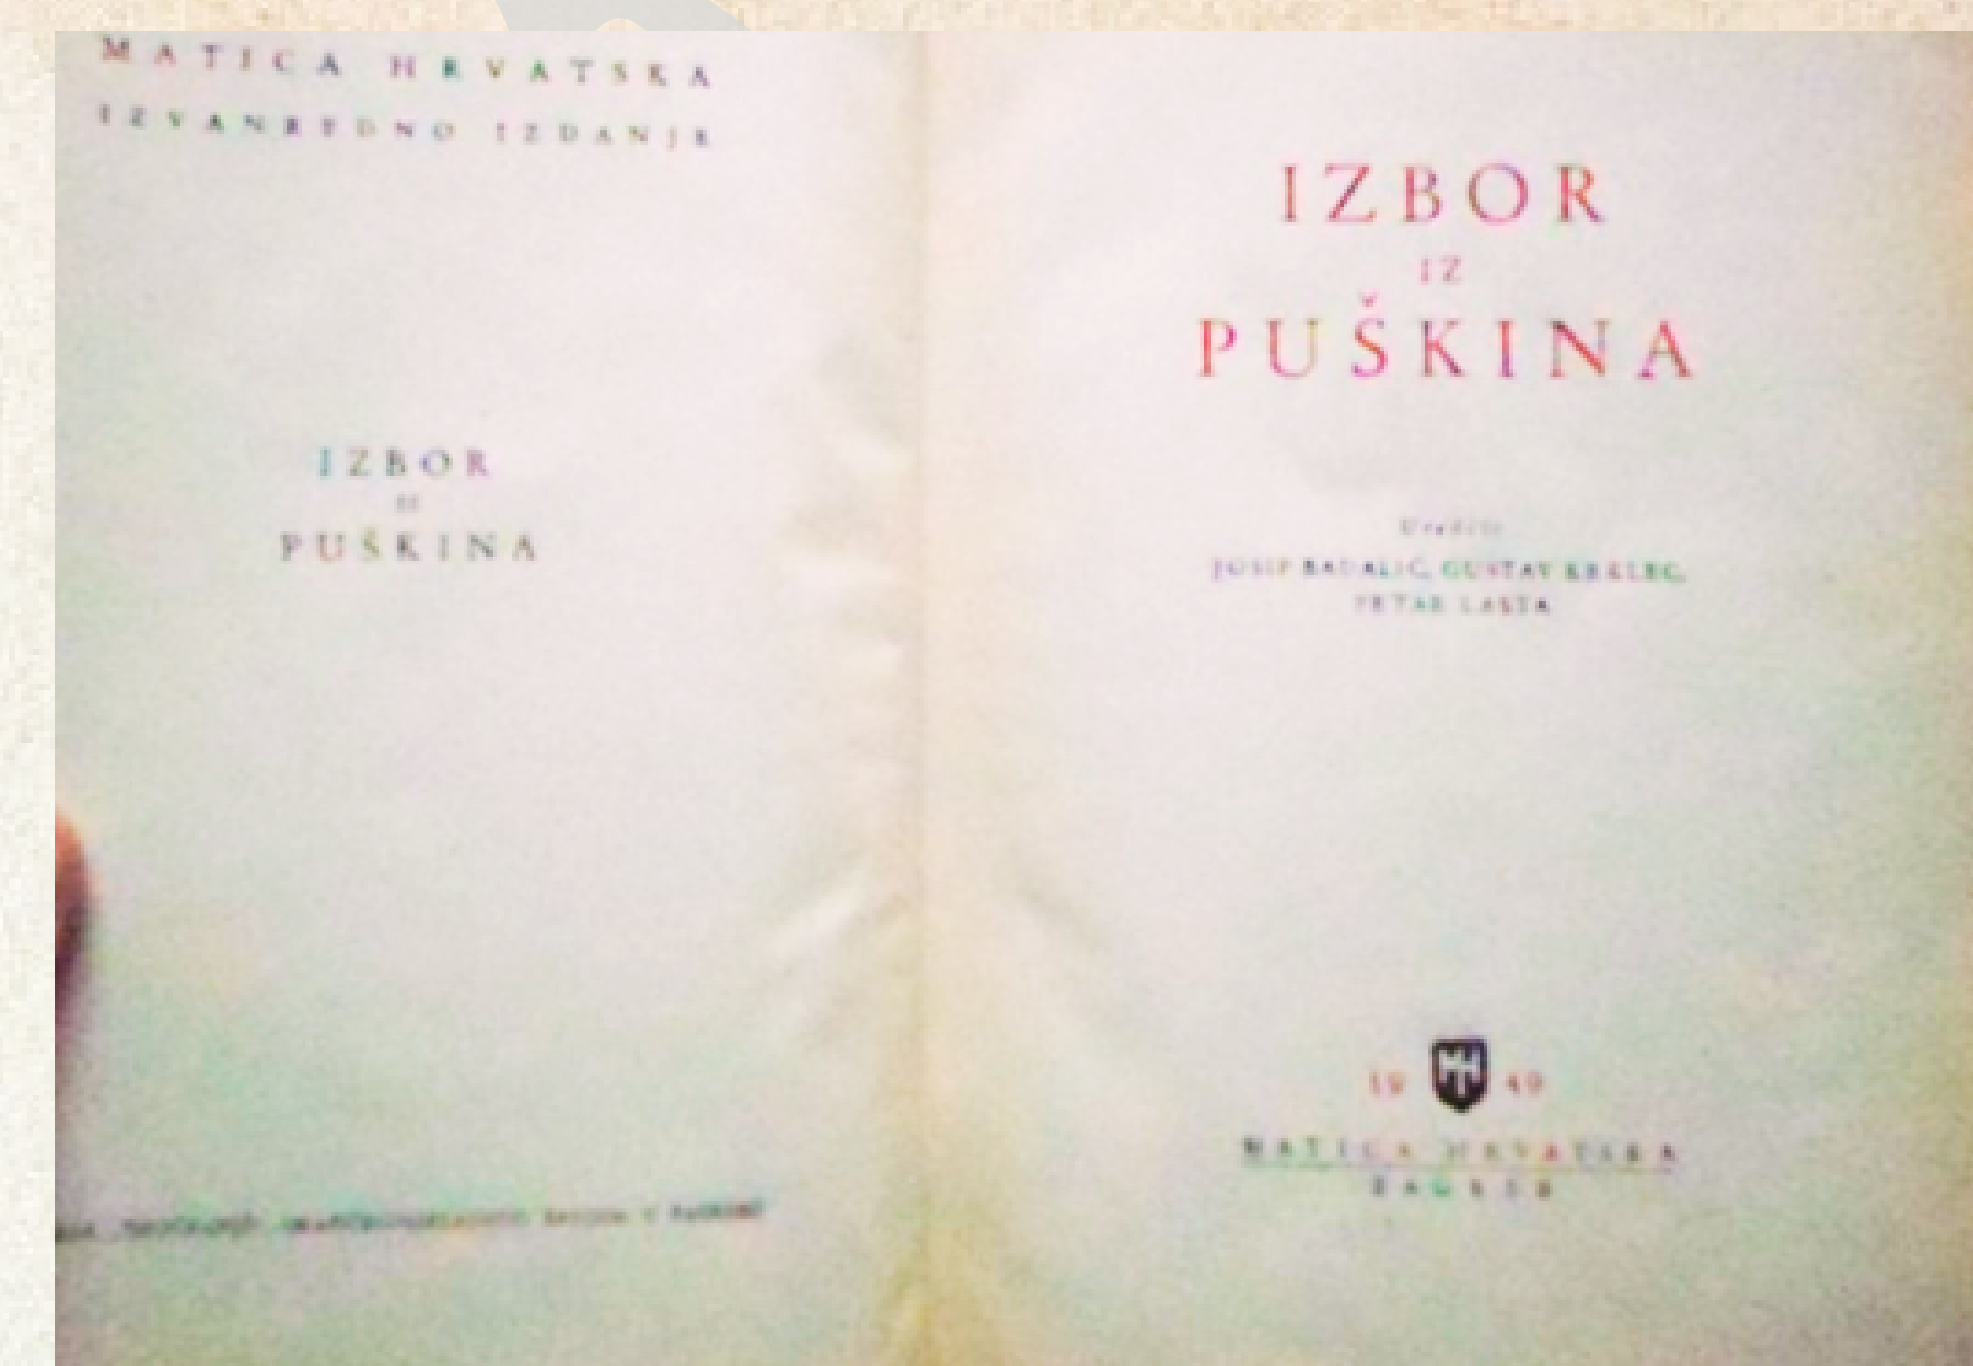 MATICA HRVATSKA
IZVANREDNO IZDANJE
IZBOR
IZ
PUŠKINA
IZBOR
IZ
PUŠKINA
Uredili
JOSIP BADALIĆ, GUSTAV KRKLEC,
PETAR LASTA
19 49
MATICA HRVATSKA
ZAGREB